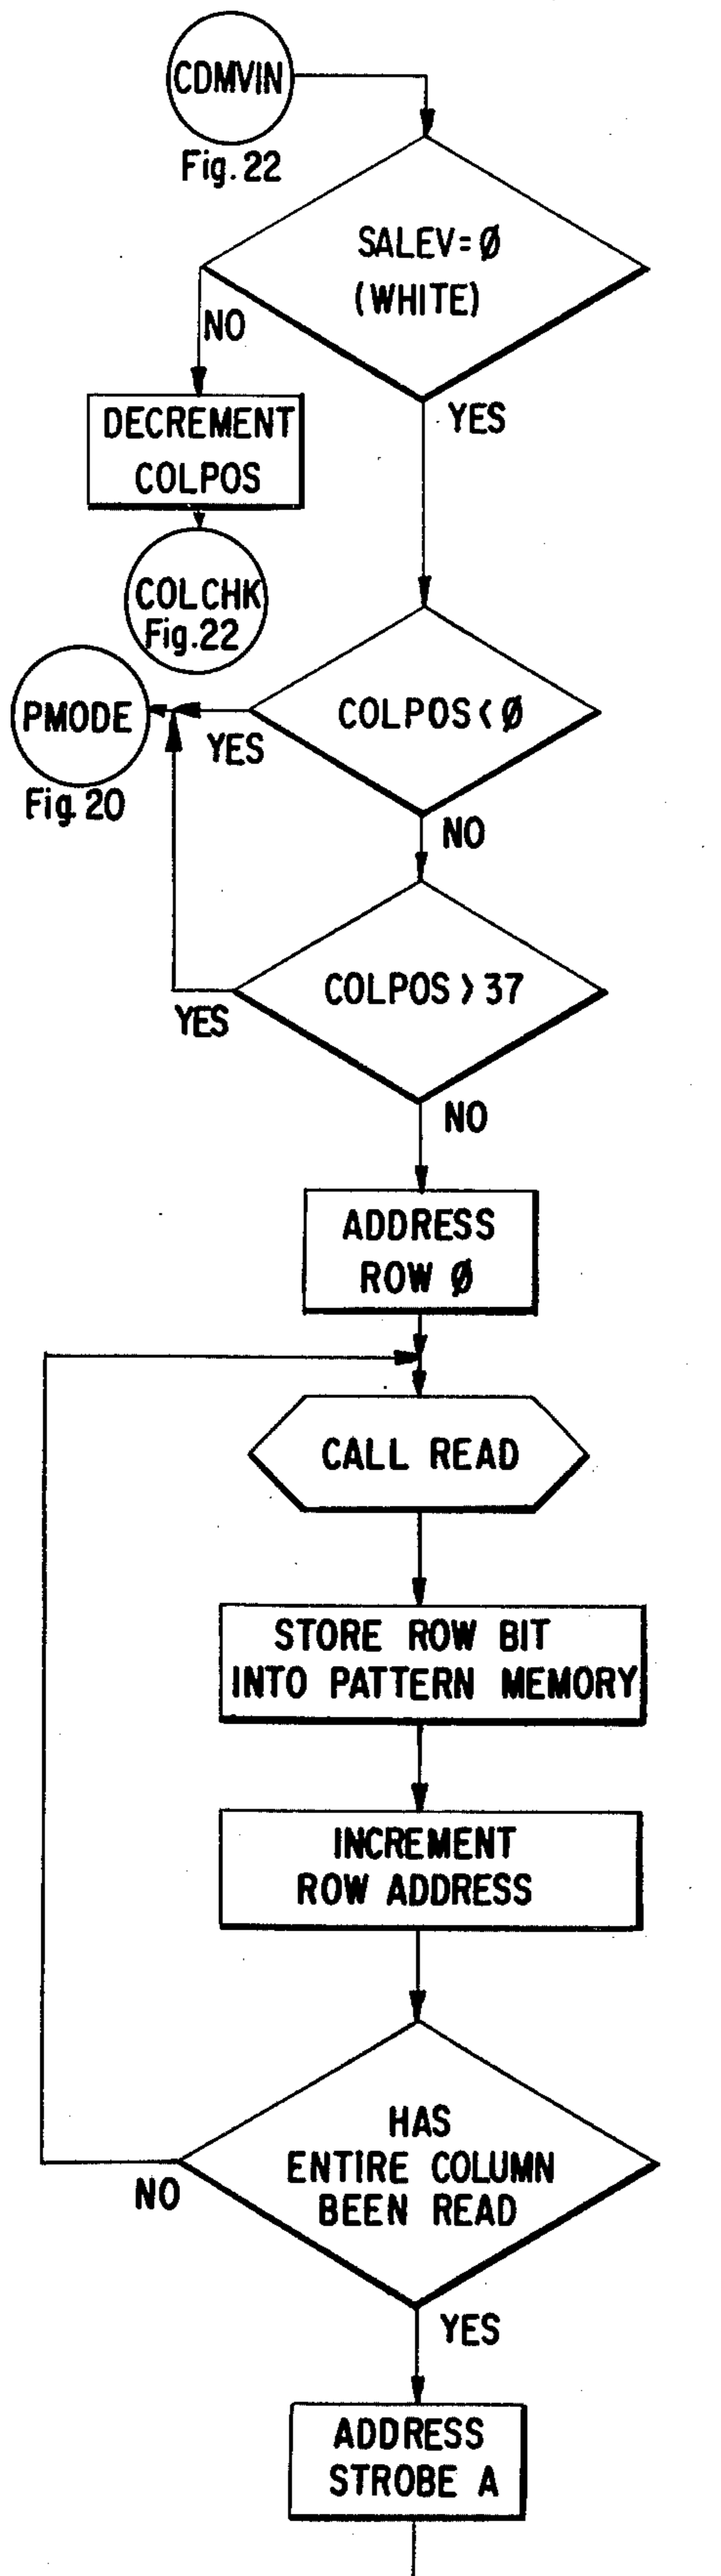 CDMVIN
Fig. 22
SALEV=Ø
(WHITE)
NO
YES
DECREMENT
COLPOS
COLCHK
Fig.22
PMODE
Fig. 20
COLPOS < Ø
YES
NO
COLPOS > 37
YES
NO
ADDRESS
ROW Ø
CALL READ
STORE ROW BIT
INTO PATTERN MEMORY
INCREMENT
ROW ADDRESS
HAS
ENTIRE COLUMN
BEEN READ
NO
YES
ADDRESS
STROBE A